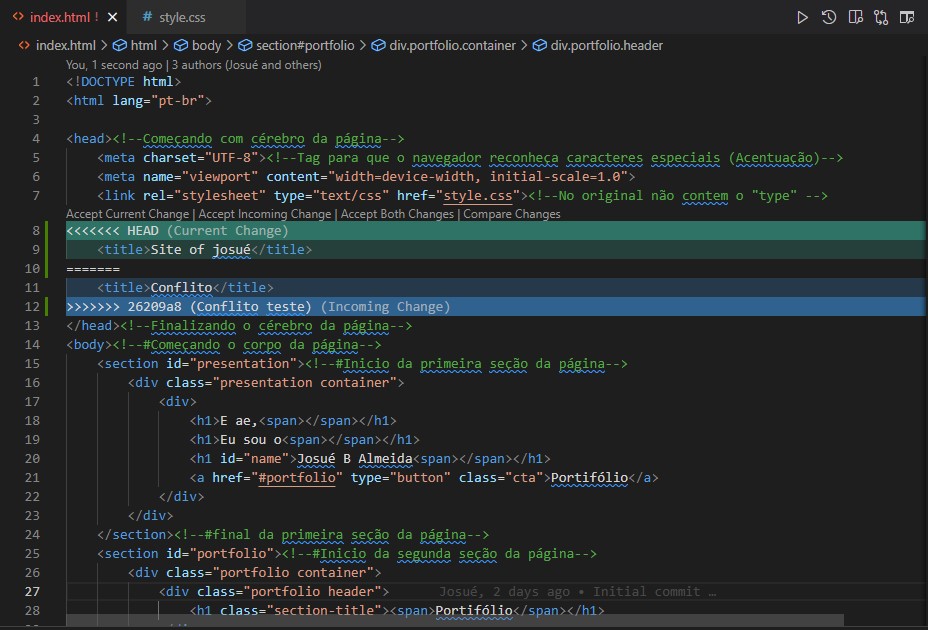 index.html !
# style.css
index.html > html > body > section#portfolio > div.portfolio.container > div.portfolio.header
You, 1 second ago | 3 authors (Josué and others)
1 <!DOCTYPE html>
2 <html lang="pt-br">
3
4 <head><!--Começando com cérebro da página-->
5 <meta charset="UTF-8"><!--Tag para que o navegador reconheça caracteres especiais (Acentuação)-->
6 <meta name="viewport" content="width=device-width, initial-scale=1.0">
7 <link rel="stylesheet" type="text/css" href="style.css"><!--No original não contem o "type" -->
Accept Current Change | Accept Incoming Change | Accept Both Changes | Compare Changes
8 <<<<<<< HEAD (Current Change)
9 <title>Site of josué</title>
10 =======
11 <title>Conflito</title>
12 >>>>>>> 26209a8 (Conflito teste) (Incoming Change)
13 </head><!--Finalizando o cérebro da página-->
14 <body><!--#Começando o corpo da página-->
15 <section id="presentation"><!--#Inicio da primeira seção da página-->
16 <div class="presentation container">
17 <div>
18 <h1>E ae,<span></span></h1>
19 <h1>Eu sou o<span></span></h1>
20 <h1 id="name">Josué B Almeida<span></span></h1>
21 <a href="#portfolio" type="button" class="cta">Portifólio</a>
22 </div>
23 </div>
24 </section><!--#final da primeira seção da página-->
25 <section id="portfolio"><!--#Inicio da segunda seção da página-->
26 <div class="portfolio container">
27 <div class="portfolio header"> Josué, 2 days ago • Initial commit …
28 <h1 class="section-title"><span>Portifólio</span></h1>